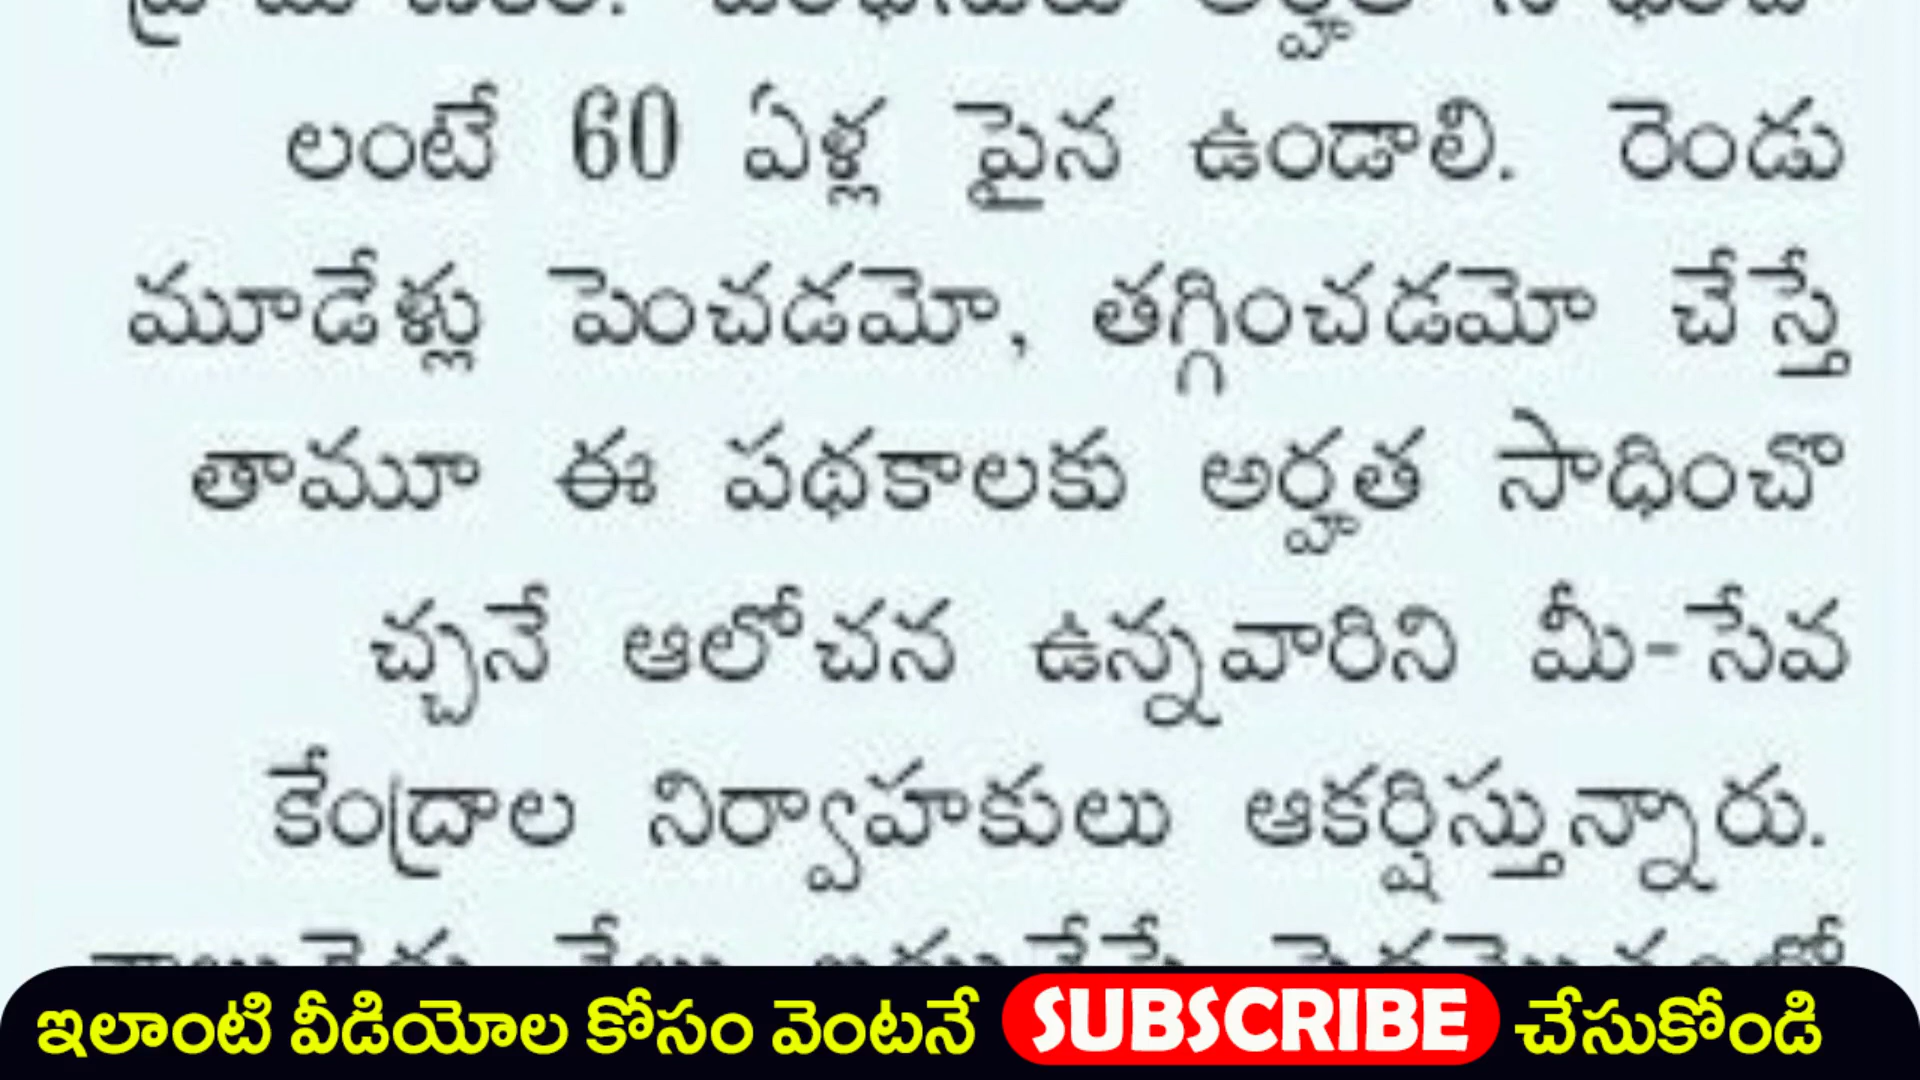 లంటే 60 ఏళ్ల పైన ఉండాలి. రెండు
మూడేళ్లు పెంచడమో, తగ్గించడమో చేస్తే
తామూ ఈ పథకాలకు అర్హత సాధించొ
చ్చనే ఆలోచన ఉన్నవారిని మీ-సేవ
కేంద్రాల నిర్వాహకులు ఆకర్షిస్తున్నారు.
ఇలాంటి వీడియోల కోసం వెంటనే SUBSCRIBE చేసుకోండి